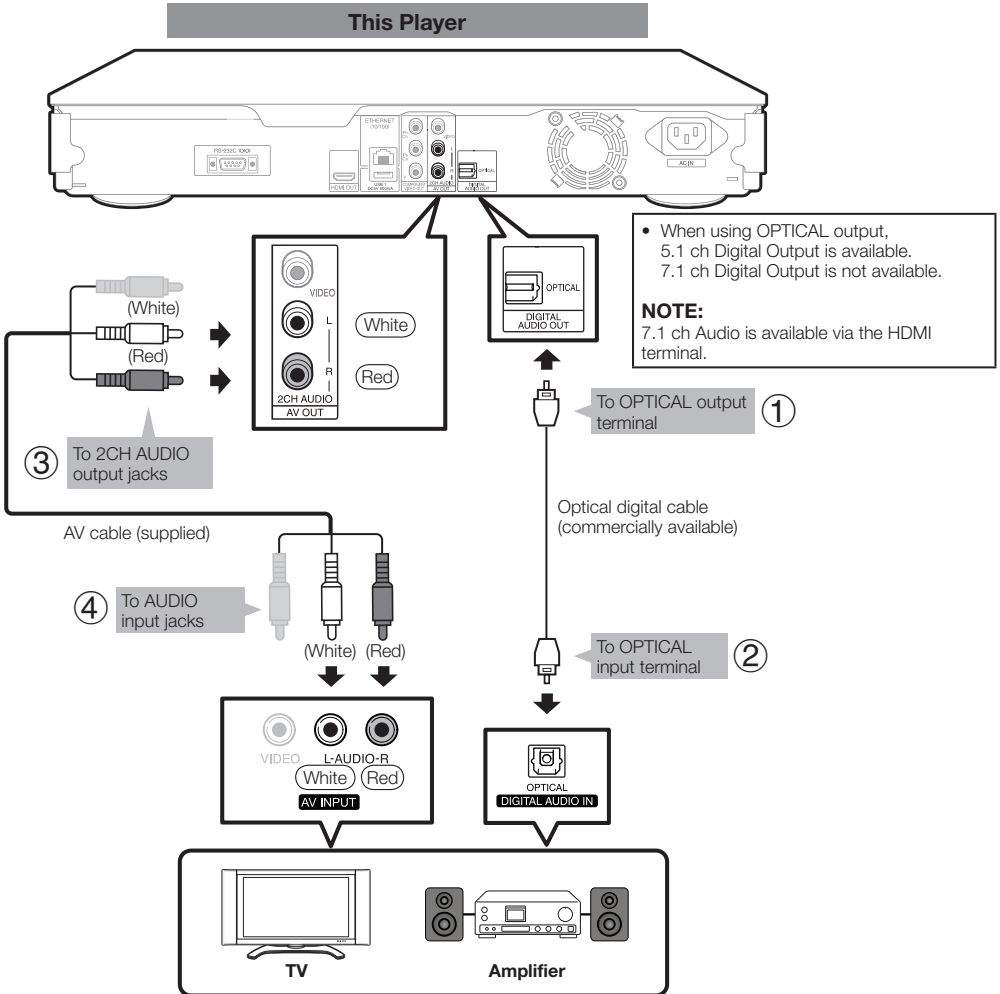 This Player
ETHERNET
(10/100)
RS-232C IOIOI
HDMI OUT
USB 1
DC5V 500mA
COMPONENT
VIDEO OUT
VIDEO
L
R
2CH AUDIO
AV OUT
OPTICAL
DIGITAL
AUDIO OUT
AC IN
• When using OPTICAL output,
5.1 ch Digital Output is available.
7.1 ch Digital Output is not available.
NOTE:
7.1 ch Audio is available via the HDMI
terminal.
(White)
(Red)
VIDEO
L
R
2CH AUDIO
AV OUT
White
Red
OPTICAL
DIGITAL
AUDIO OUT
To OPTICAL output
terminal
①
③
To 2CH AUDIO
output jacks
AV cable (supplied)
Optical digital cable
(commercially available)
④
To AUDIO
input jacks
(White) (Red)
To OPTICAL
input terminal
②
VIDEO
L-AUDIO-R
White
Red
AV INPUT
OPTICAL
DIGITAL AUDIO IN
TV
Amplifier